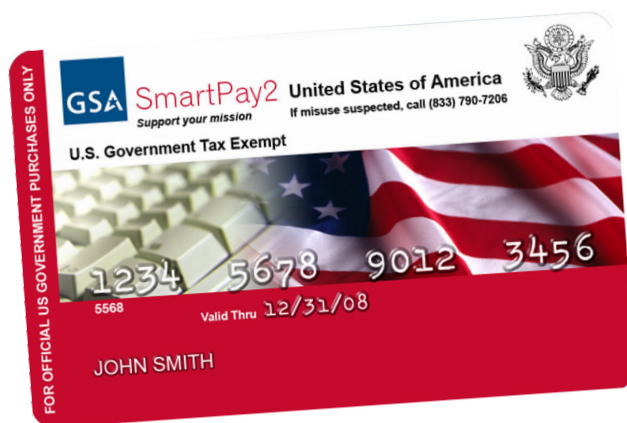 FOR OFFICIAL US GOVERNMENT PURCHASES ONLY
GSA
SmartPay2
Support your mission
United States of America
If misuse suspected, call (833) 790-7206
U.S. Government Tax Exempt
1234 5678 9012 3456
5568
Valid Thru 12/31/08
JOHN SMITH